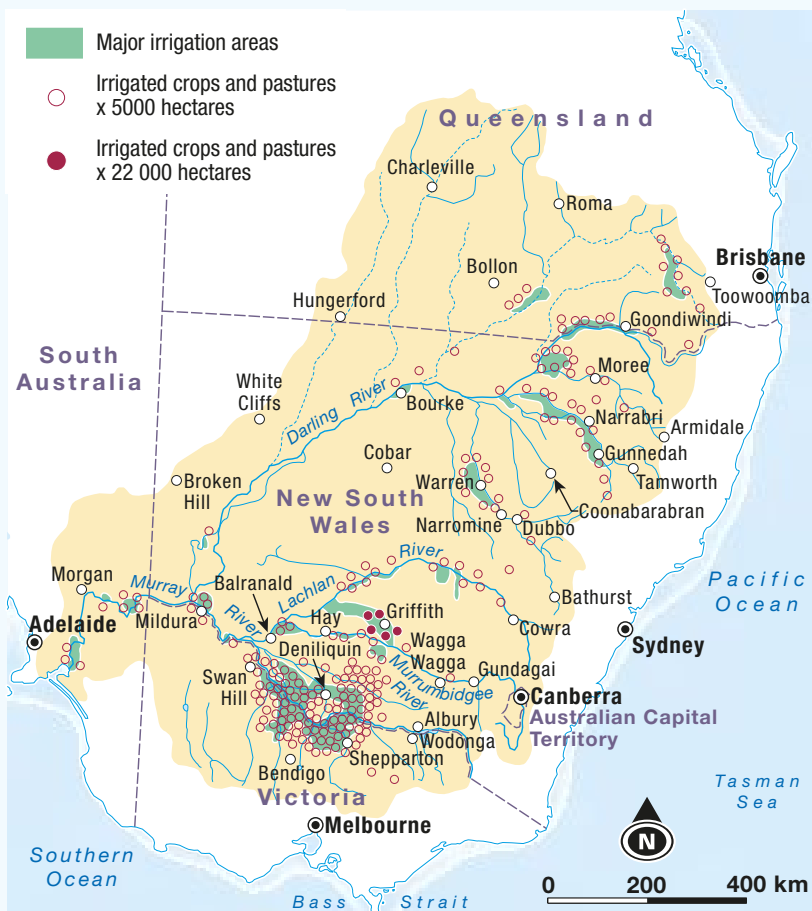 Major irrigation areas
Irrigated crops and pastures
x 5000 hectares
Irrigated crops and pastures
x 22 000 hectares
Queensland
Charleville
Roma
Brisbane
Bollon
Toowoomba
Hungerford
Goondiwindi
South
Australia
Moree
White
Cliffs
Darling River
Bourke
Narrabri
Armidale
Cobar
Gunnedah
Broken
Hill
Warren
Tamworth
New South
Wales
Coonabarabran
Narromine
Dubbo
Morgan
Murray
River
Balranald
Lachlan
River
Pacific
Ocean
Bathurst
Adelaide
Mildura
Hay
Griffith
Cowra
Sydney
Deniliquin
Wagga
Wagga
Gundagai
Swan
Hill
Murrumbidgee
River
Canberra
Australian Capital
Territory
Albury
Wodonga
Shepparton
Bendigo
Victoria
Tasman
Sea
Melbourne
N
Southern
Ocean
Bass Strait
0 200 400 km